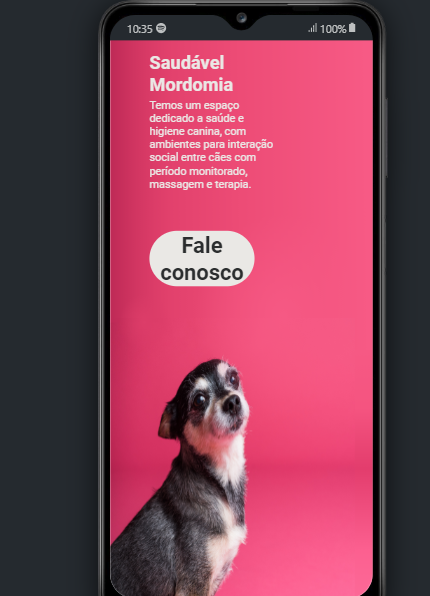 10:35 100%
Saudável
Mordomia
Temos um espaço
dedicado a saúde e
higiene canina, com
ambientes para interação
social entre cães com
período monitorado,
massagem e terapia.
Fale
conosco